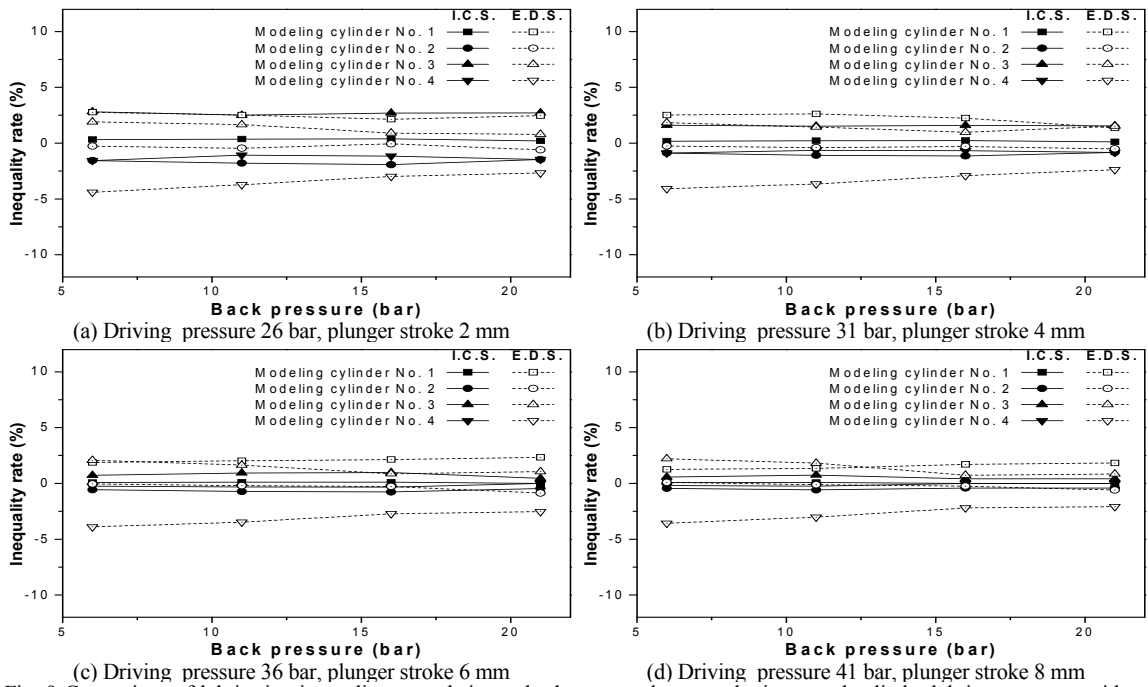 I.C.S. E.D.S.
Modeling cylinder No. 1
Modeling cylinder No. 2
Modeling cylinder No. 3
Modeling cylinder No. 4
10
5
0
-5
-10
Inequality rate (%)
5 10 15 20
Back pressure (bar)
(a) Driving pressure 26 bar, plunger stroke 2 mm
I.C.S. E.D.S.
Modeling cylinder No. 1
Modeling cylinder No. 2
Modeling cylinder No. 3
Modeling cylinder No. 4
10
5
0
-5
-10
Inequality rate (%)
5 10 15 20
Back pressure (bar)
(b) Driving pressure 31 bar, plunger stroke 4 mm
I.C.S. E.D.S.
Modeling cylinder No. 1
Modeling cylinder No. 2
Modeling cylinder No. 3
Modeling cylinder No. 4
10
5
0
-5
-10
Inequality rate (%)
5 10 15 20
Back pressure (bar)
(c) Driving pressure 36 bar, plunger stroke 6 mm
I.C.S. E.D.S.
Modeling cylinder No. 1
Modeling cylinder No. 2
Modeling cylinder No. 3
Modeling cylinder No. 4
10
5
0
-5
-10
Inequality rate (%)
5 10 15 20
Back pressure (bar)
(d) Driving pressure 41 bar, plunger stroke 8 mm